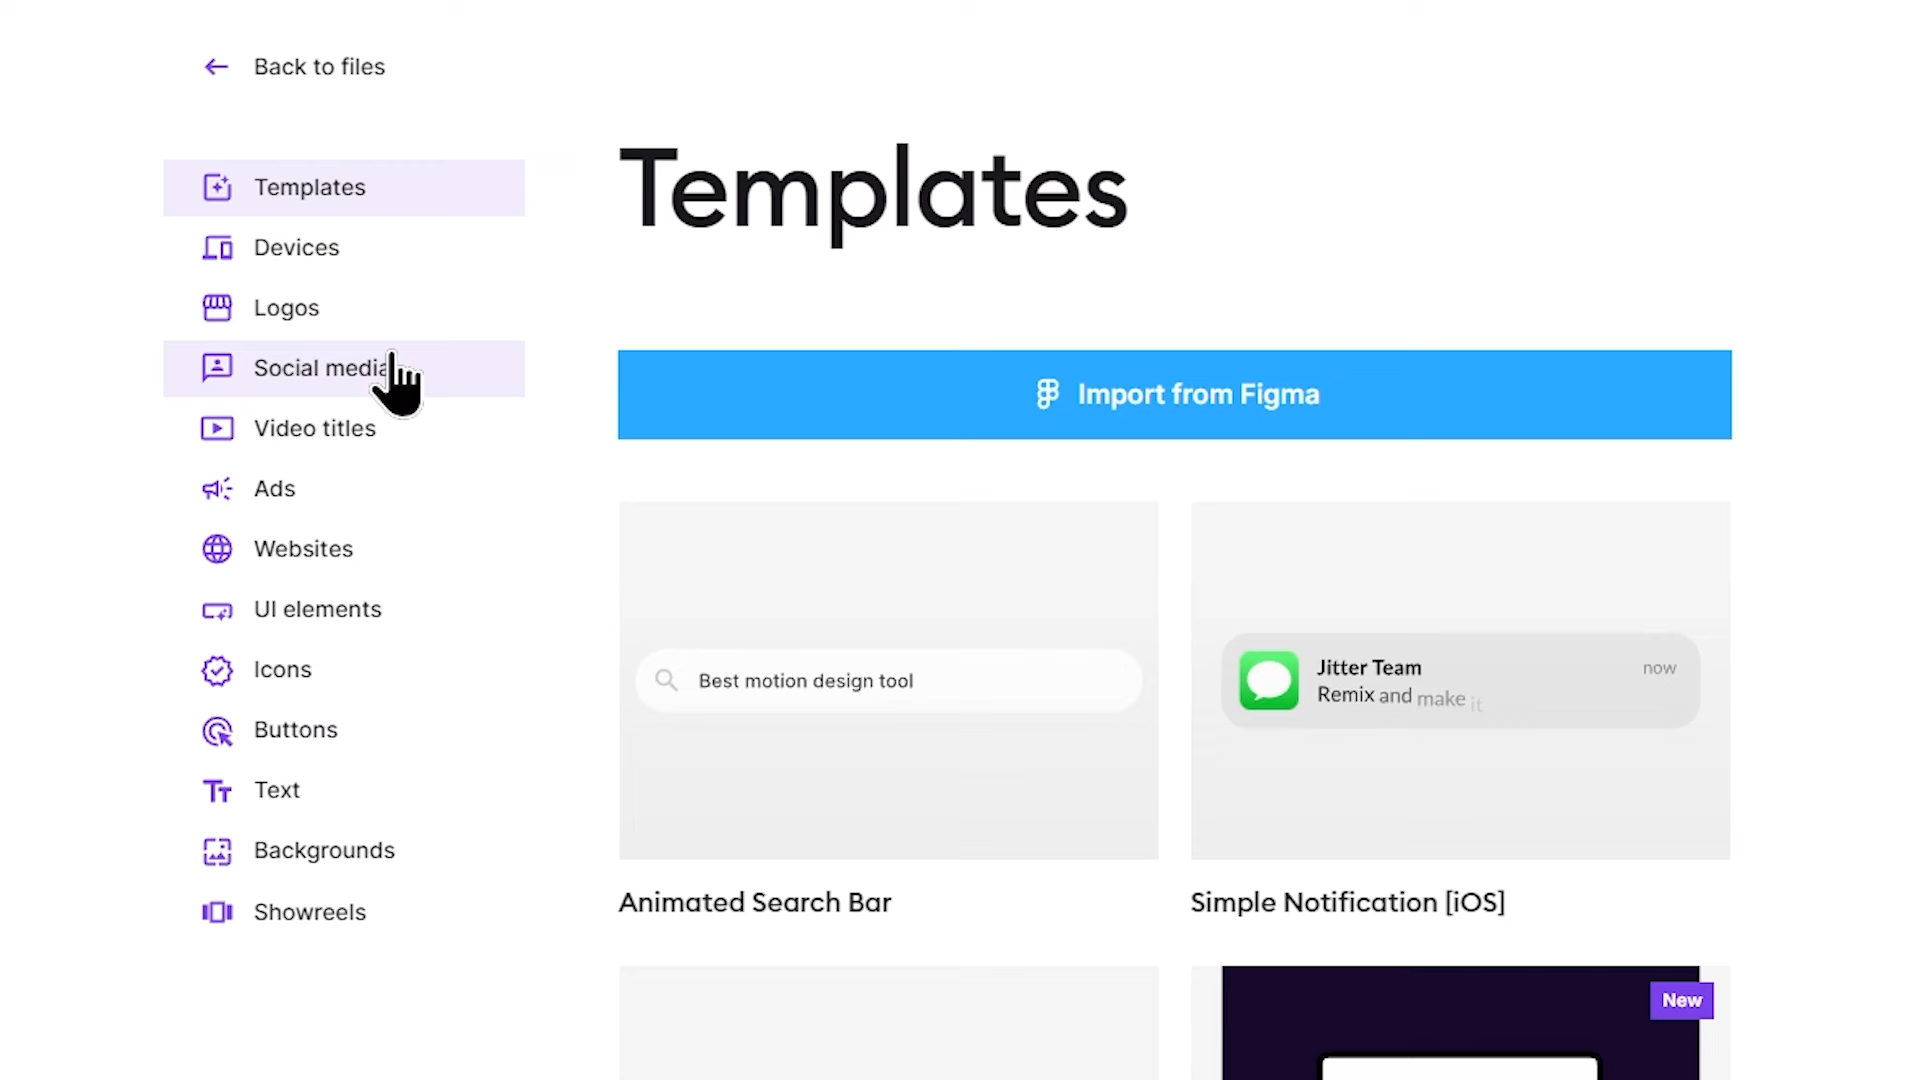 Back to files
Templates
Devices
Logos
Social media
Video titles
Ads
Websites
UI elements
Icons
Buttons
Text
Backgrounds
Showreels
Templates
Import from Figma
Best motion design tool
Jitter Team
now
Remix and make it
Animated Search Bar
Simple Notification [iOS]
New